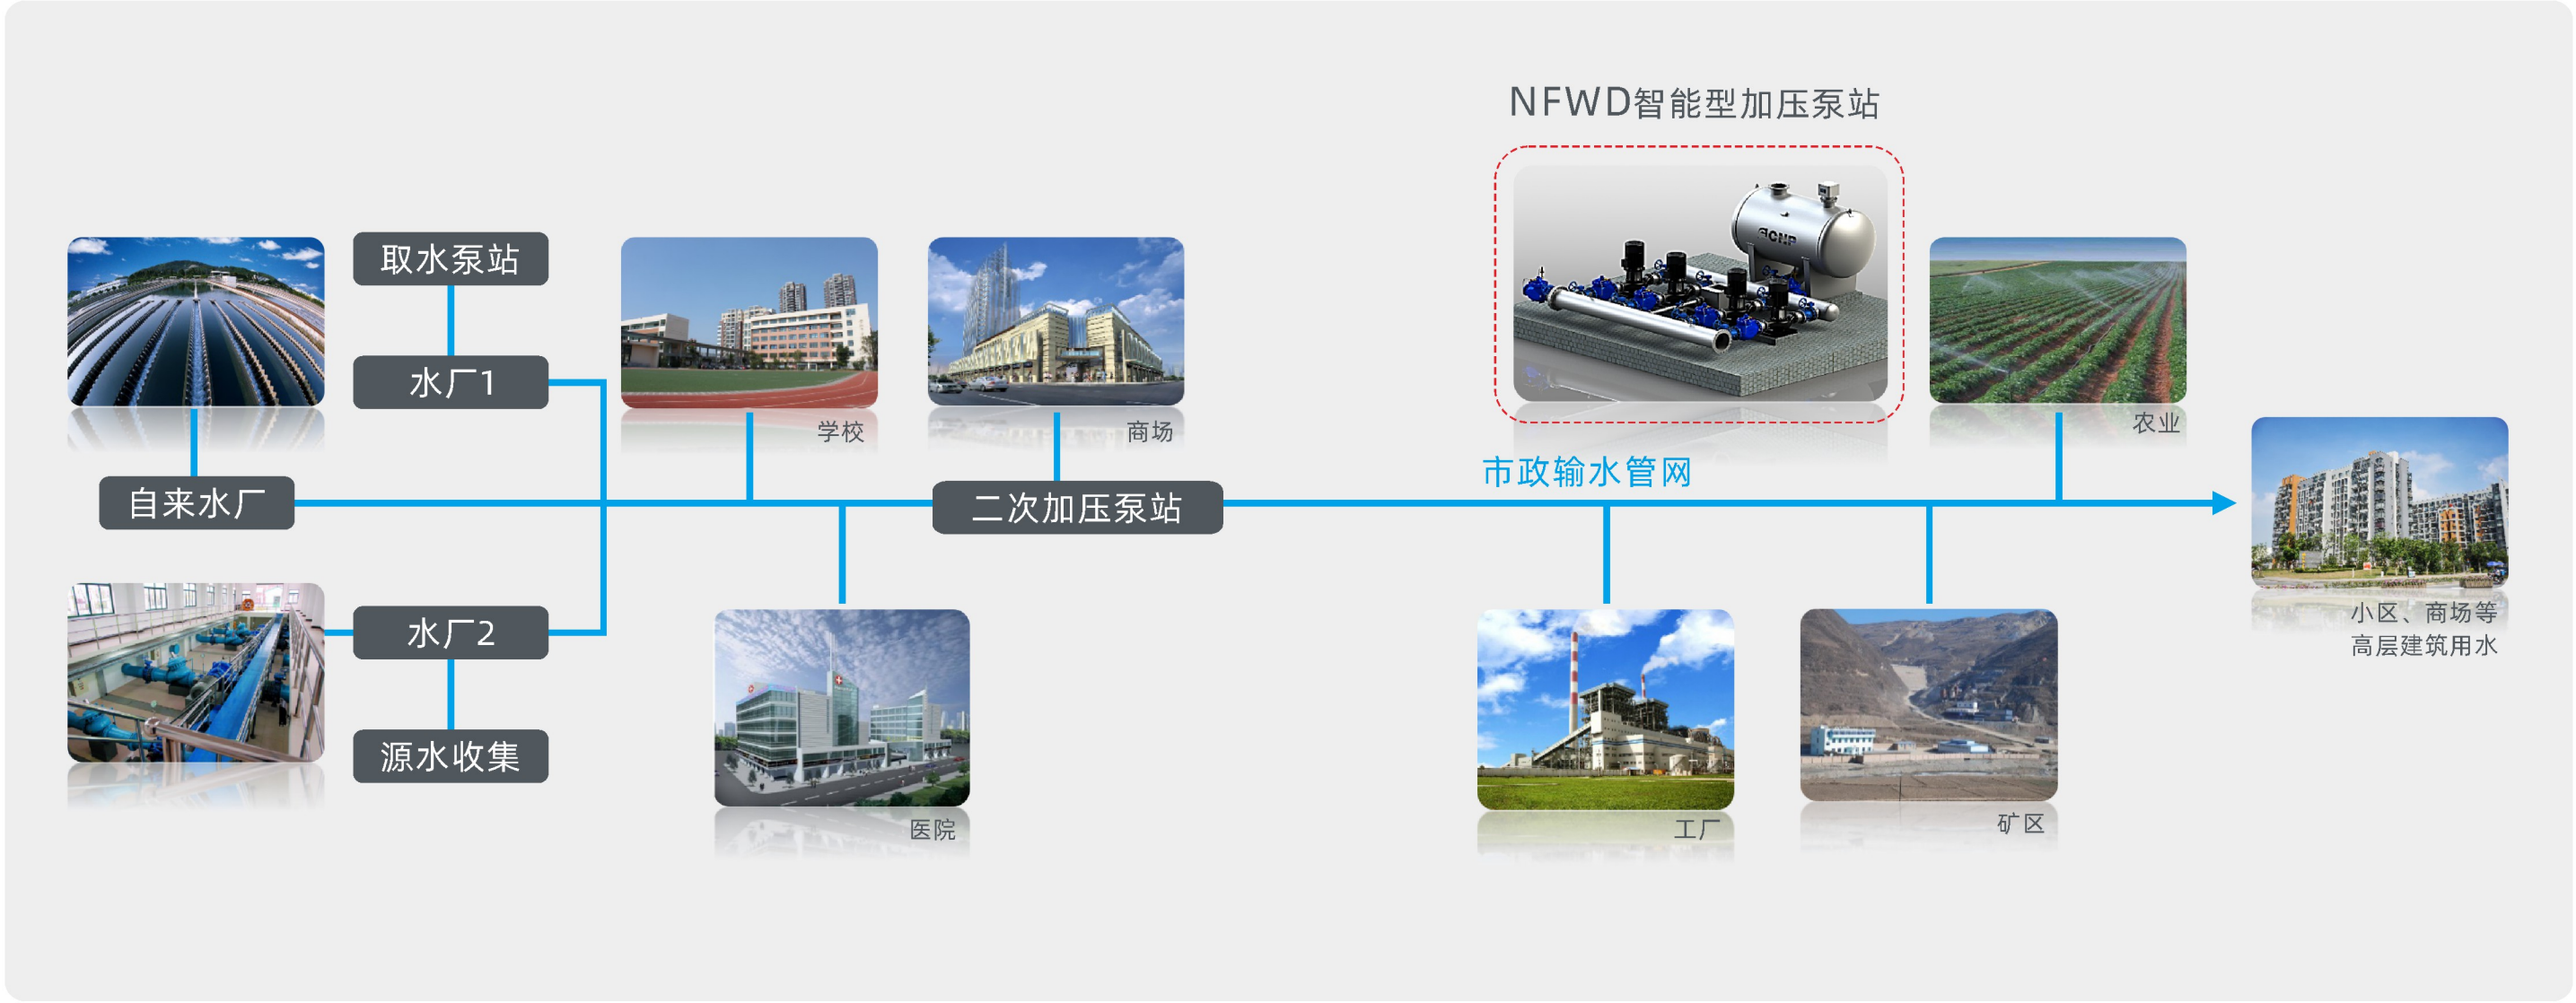 NFWD智能型加压泵站
CNP
取水泵站
水厂1
学校
商场
农业
市政输水管网
自来水厂
二次加压泵站
水厂2
小区、商场等
高层建筑用水
源水收集
医院
工厂
矿区